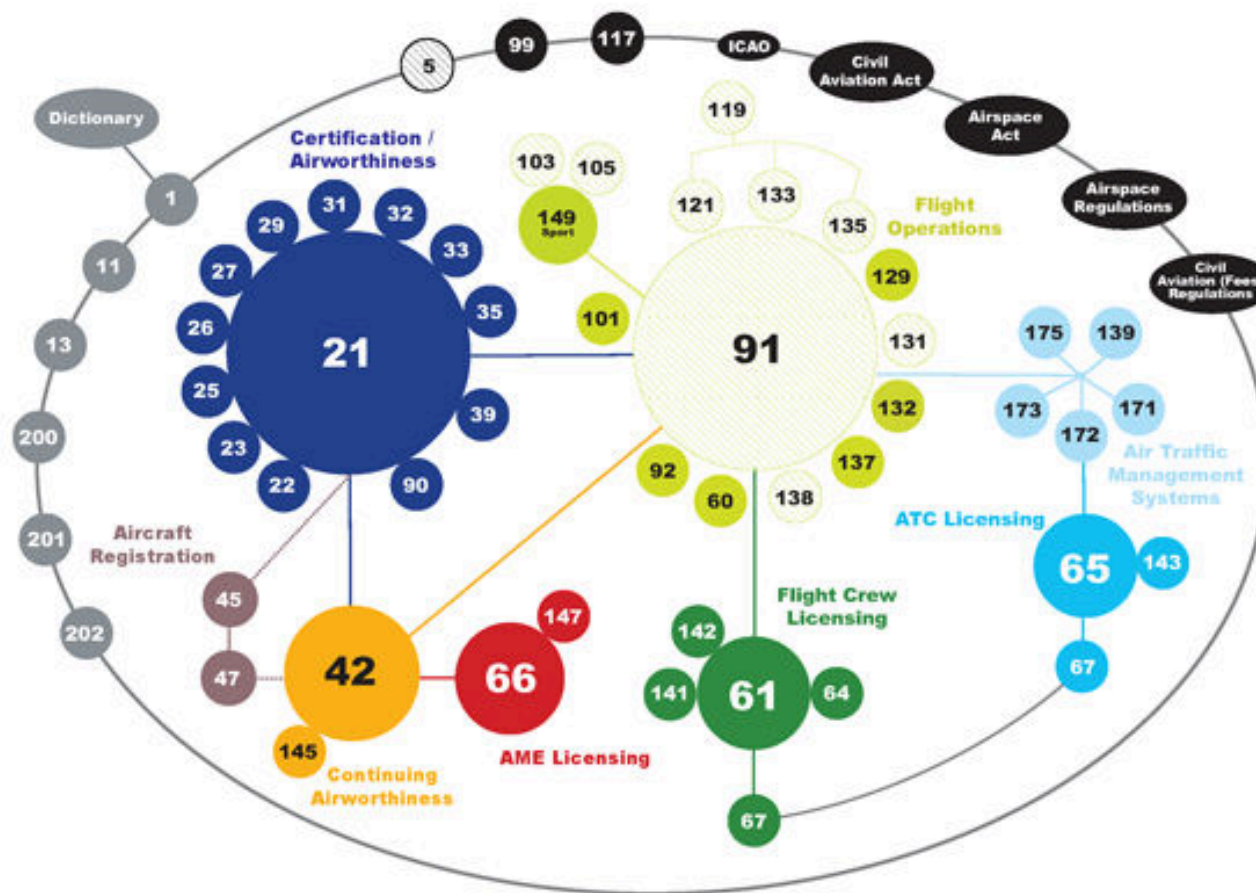 5
99
117
ICAO
Civil
Aviation Act
Airspace
Act
Airspace
Regulations
Civil
Aviation (Fees
Regulations
Dictionary
1
11
13
200
201
202
Certification /
Airworthiness
31
32
29
33
27
35
26
21
25
39
23
22
90
119
103
105
121
133
135
149
Sport
Flight
Operations
129
101
91
131
132
137
92
60
138
175
139
173
171
172
Air Traffic
Management
Systems
ATC Licensing
65
143
67
Aircraft
Registration
45
47
42
145
Continuing
Airworthiness
147
66
AME Licensing
Flight Crew
Licensing
142
141
61
64
67